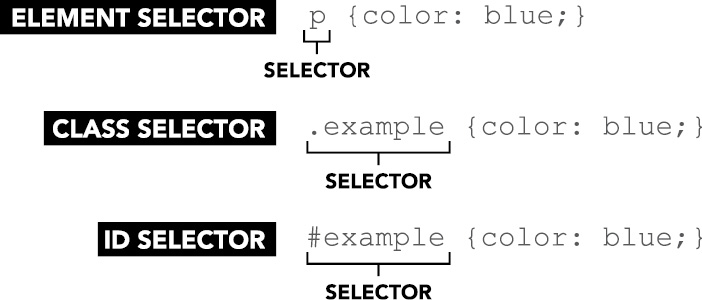 ELEMENT SELECTOR p {color: blue;}
SELECTOR
CLASS SELECTOR .example {color: blue;}
SELECTOR
ID SELECTOR #example {color: blue;}
SELECTOR